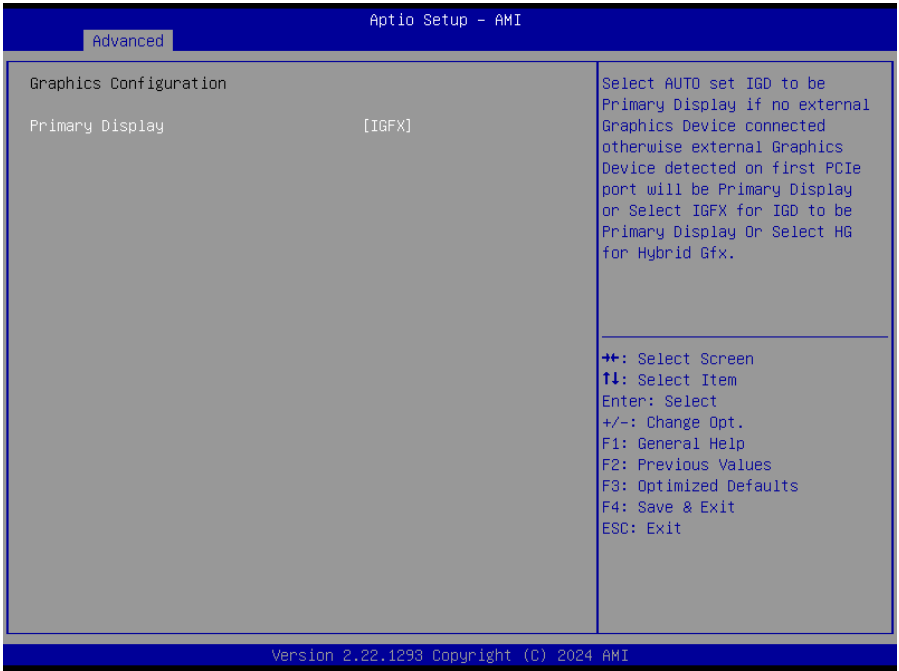 Aptio Setup – AMI
Advanced
Graphics Configuration
Primary Display [IGFX]
Select AUTO set IGD to be
Primary Display if no external
Graphics Device connected
otherwise external Graphics
Device detected on first PCIe
port will be Primary Display
or Select IGFX for IGD to be
Primary Display Or Select HG
for Hybrid Gfx.
→←: Select Screen
↑↓: Select Item
Enter: Select
+/-: Change Opt.
F1: General Help
F2: Previous Values
F3: Optimized Defaults
F4: Save & Exit
ESC: Exit
Version 2.22.1293 Copyright (C) 2024 AMI